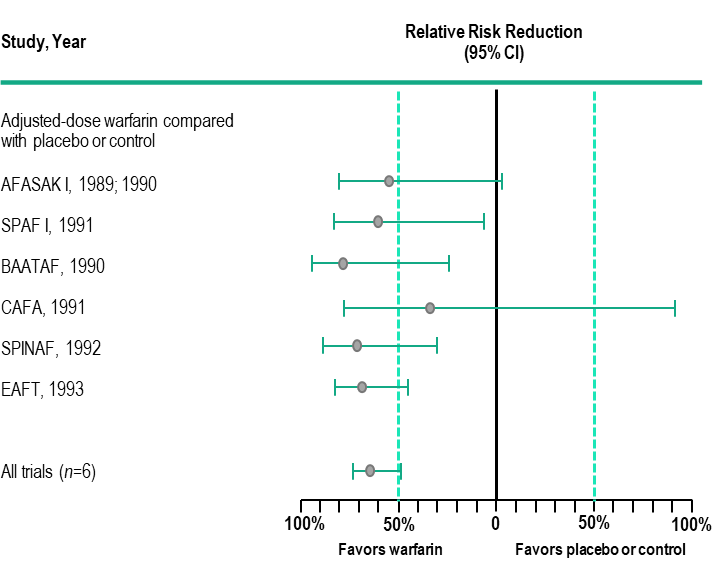 Study, Year
Relative Risk Reduction
(95% CI)
Adjusted-dose warfarin compared
with placebo or control
AFASAK I, 1989; 1990
SPAF I, 1991
BAATAF, 1990
CAFA, 1991
SPINAF, 1992
EAFT, 1993
All trials (n=6)
100% 50% 0 50% 100%
Favors warfarin Favors placebo or control